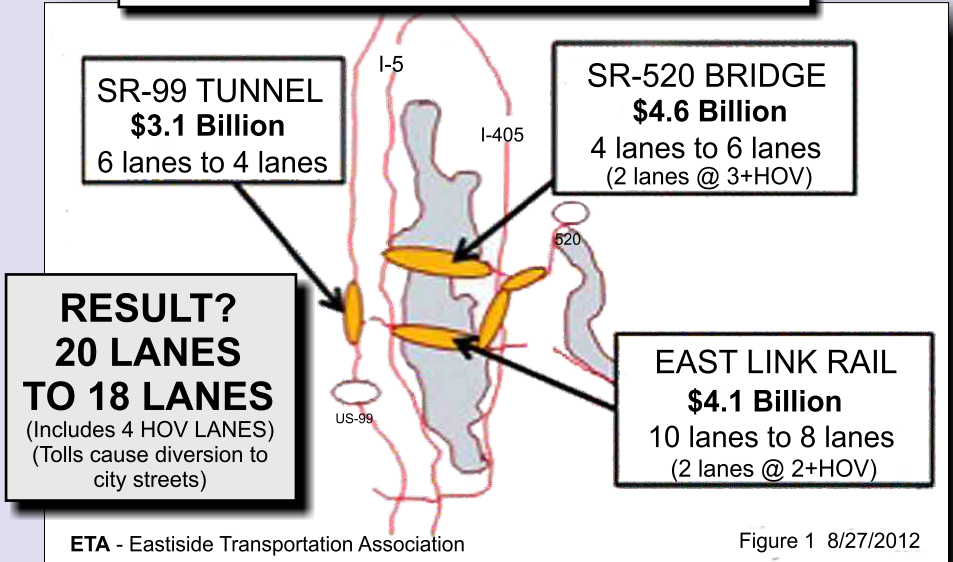 I-5
SR-99 TUNNEL
$3.1 Billion
6 lanes to 4 lanes
SR-520 BRIDGE
$4.6 Billion
4 lanes to 6 lanes
(2 lanes @ 3+HOV)
I-405
520
RESULT?
20 LANES
TO 18 LANES
(Includes 4 HOV LANES)
(Tolls cause diversion to
city streets)
US-99
EAST LINK RAIL
$4.1 Billion
10 lanes to 8 lanes
(2 lanes @ 2+HOV)
ETA - Eastiside Transportation Association
Figure 1 8/27/2012